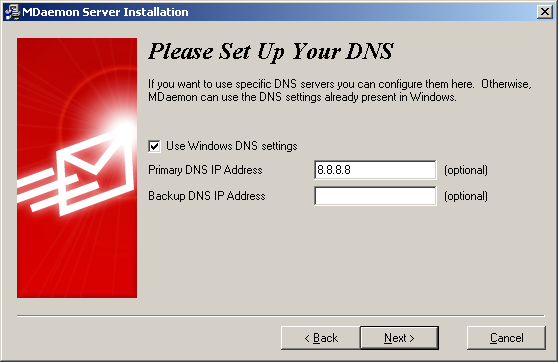 MDaemon Server Installation
Please Set Up Your DNS
If you want to use specific DNS servers you can configure them here.  Otherwise,
MDaemon can use the DNS settings already present in Windows.
Use Windows DNS settings
Primary DNS IP Address 8.8.8.8 (optional)
Backup DNS IP Address (optional)
< Back Next > Cancel